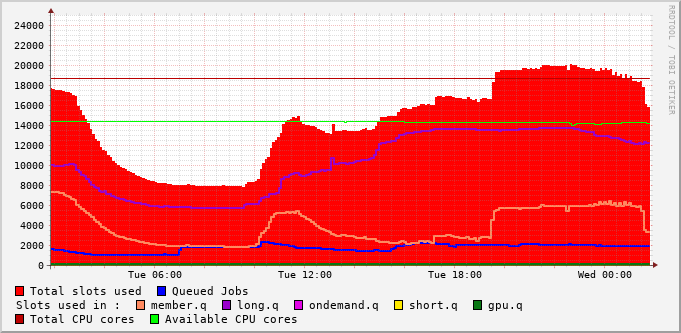 RRDTOOL / TOBI OETIKER
24000
22000
20000
18000
16000
14000
12000
10000
8000
6000
4000
2000
0
Tue 06:00 Tue 12:00 Tue 18:00 Wed 00:00
Total slots used Queued Jobs
Slots used in : member.q long.q ondemand.q short.q gpu.q
Total CPU cores Available CPU cores